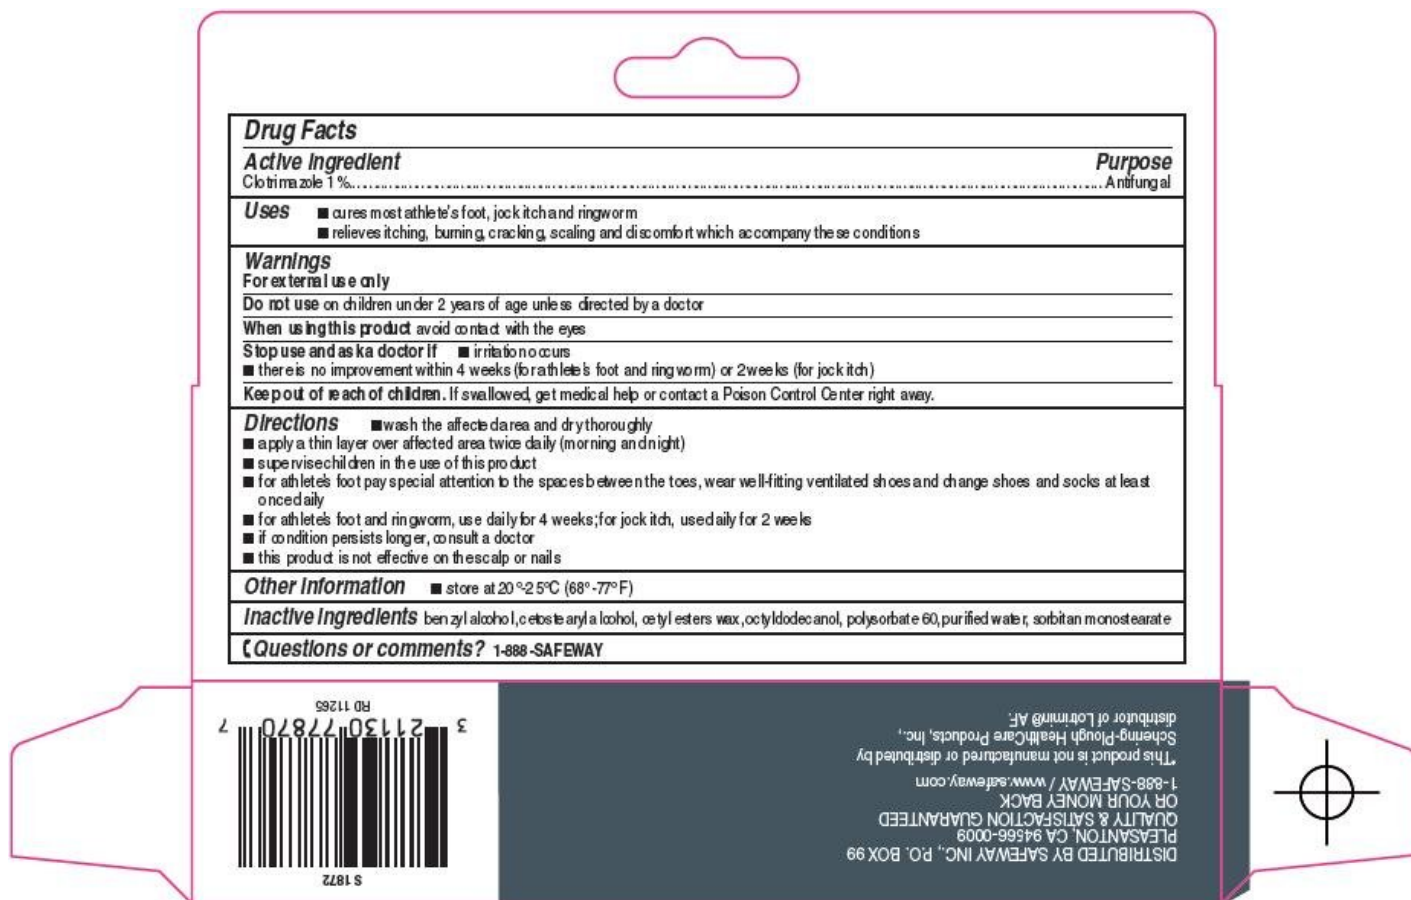 Drug Facts
Active Ingredient Purpose
Clotrimazole 1%........................................................................................................................................Antifungal
Uses ■ cures most athlete's foot, jock itch and ringworm
■ relieves itching, burning, cracking, scaling and discomfort which accompany these conditions
Warnings
For external use only
Do not use on children under 2 years of age unless directed by a doctor
When using this product avoid contact with the eyes
Stop use and ask a doctor if ■ irritation occurs
■ there is no improvement within 4 weeks (for athlete's foot and ringworm) or 2 weeks (for jock itch)
Keep out of reach of children. If swallowed, get medical help or contact a Poison Control Center right away.
Directions ■ wash the affected area and dry thoroughly
■ apply a thin layer over affected area twice daily (morning and night)
■ supervise children in the use of this product
■ for athlete's foot pay special attention to the spaces between the toes, wear well-fitting ventilated shoes and change shoes and socks at least
once daily
■ for athlete's foot and ringworm, use daily for 4 weeks; for jock itch, use daily for 2 weeks
■ if condition persists longer, consult a doctor
■ this product is not effective on the scalp or nails
Other Information ■ store at 20°-25°C (68°-77°F)
Inactive Ingredients benzyl alcohol, cetostearyl alcohol, cetyl esters wax, octyldodecanol, polysorbate 60, purified water, sorbitan monostearate
Questions or comments? 1-888-SAFEWAY
DISTRIBUTED BY SAFEWAY INC., P.O. BOX 99
PLEASANTON, CA 94566-0009
QUALITY & SATISFACTION GUARANTEED
OR YOUR MONEY BACK
1-888-SAFEWAY / www.safeway.com
*This product is not manufactured or distributed by
Schering-Plough HealthCare Products, Inc.,
distributor of Lotrimin® AF.
S 1872
3 21130 77870 7
RD 11265